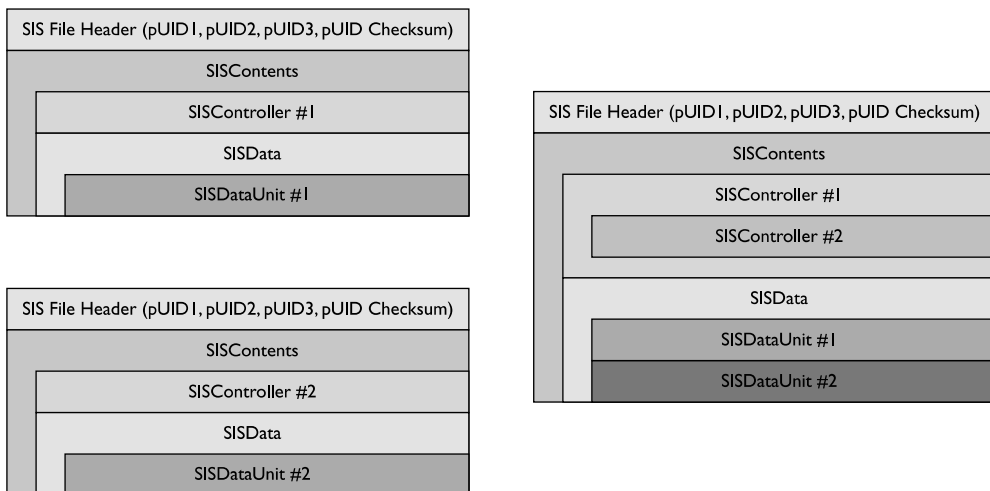 SIS File Header (pUID1, pUID2, pUID3, pUID Checksum)
SISContents
SISController #1
SISData
SISDataUnit #1
SIS File Header (pUID1, pUID2, pUID3, pUID Checksum)
SISContents
SISController #2
SISData
SISDataUnit #2
SIS File Header (pUID1, pUID2, pUID3, pUID Checksum)
SISContents
SISController #1
SISController #2
SISData
SISDataUnit #1
SISDataUnit #2